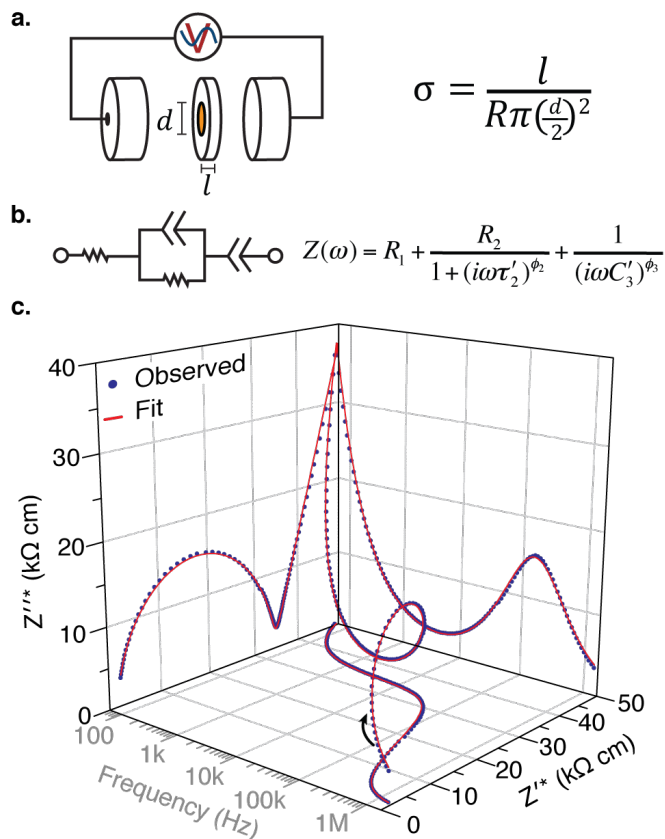 a.
V
d
l
σ = l / Rπ(d/2)²
b.
Z(ω) = R₁ + R₂ / 1 + (iωτ′₂)^ϕ₂ + 1 / (iωC′₃)^ϕ₃
c.
40
30
20
10
0
Z″* (kΩ cm)
Observed
Fit
100
1k
10k
100k
1M
Frequency (Hz)
0
10
20
30
40
50
Z′* (kΩ cm)